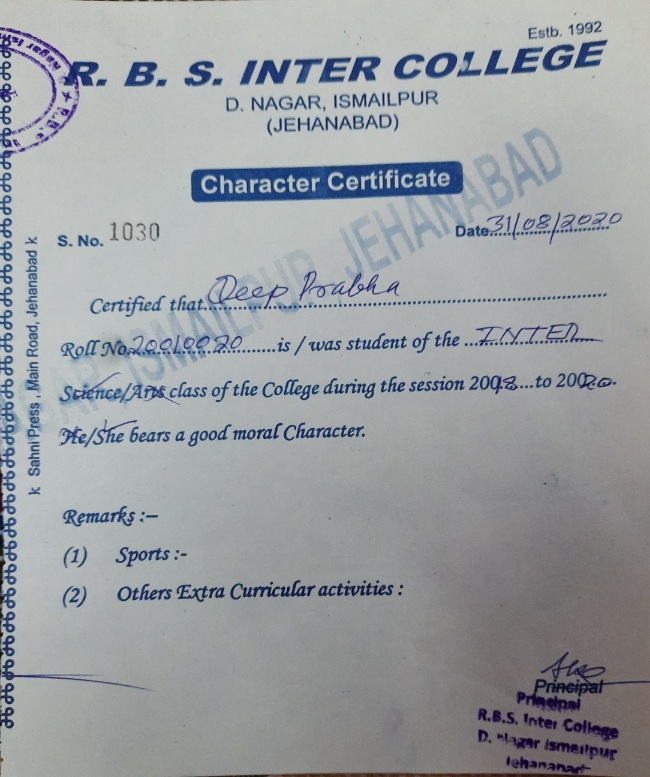 Estb. 1992
R. B. S. INTER COLLEGE
D. NAGAR, ISMAILPUR
(JEHANABAD)
Character Certificate
S. No. 1030
Date 31/08/2020
Certified that Deep Prabha
Roll No. 20010020 is / was student of the INTER
Science/Arts class of the College during the session 2018 to 2020.
He/She bears a good moral Character.
Remarks :-
(1) Sports :-
(2) Others Extra Curricular activities :
Principal
Principal
R.B.S. Inter College
D. Nagar Ismailpur
Jehanabad
k Sahni Press, Main Road, Jehanabad k
ISMAILPUR, JEHANABAD